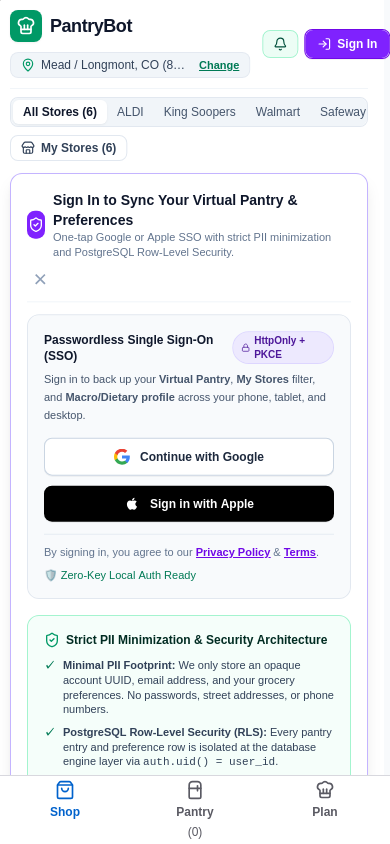 PantryBot
Sign In
Mead / Longmont, CO (8… Change
All Stores (6) ALDI King Soopers Walmart Safeway
My Stores (6)
Sign In to Sync Your Virtual Pantry &
Preferences
One-tap Google or Apple SSO with strict PII minimization
and PostgreSQL Row-Level Security.
Passwordless Single Sign-On
(SSO)
HttpOnly +
PKCE
Sign in to back up your Virtual Pantry, My Stores filter,
and Macro/Dietary profile across your phone, tablet, and
desktop.
Continue with Google
Sign in with Apple
By signing in, you agree to our Privacy Policy & Terms.
Zero-Key Local Auth Ready
Strict PII Minimization & Security Architecture
✓ Minimal PII Footprint: We only store an opaque
account UUID, email address, and your grocery
preferences. No passwords, street addresses, or phone
numbers.
✓ PostgreSQL Row-Level Security (RLS): Every pantry
entry and preference row is isolated at the database
engine layer via auth.uid() = user_id.
Shop
Pantry
(0)
Plan